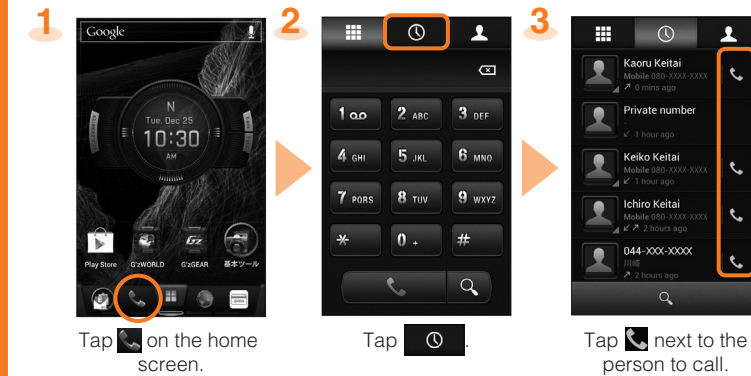 1
Google
N
Tue, Dec 25
10:30
AM
Play Store
G'zWORLD
G'zGEAR
基本ツール
Tap on the home
screen.
2
1
2 ABC
3 DEF
4 GHI
5 JKL
6 MNO
7 PQRS
8 TUV
9 WXYZ
*
0 +
#
Tap .
3
Kaoru Keitai
Mobile 080-XXXX-XXXX
0 mins ago
Private number
-
1 hour ago
Keiko Keitai
Mobile 080-XXXX-XXXX
1 hour ago
Ichiro Keitai
Mobile 080-XXXX-XXXX
2 hours ago
044-XXX-XXXX
川崎
2 hours ago
Tap next to the
person to call.